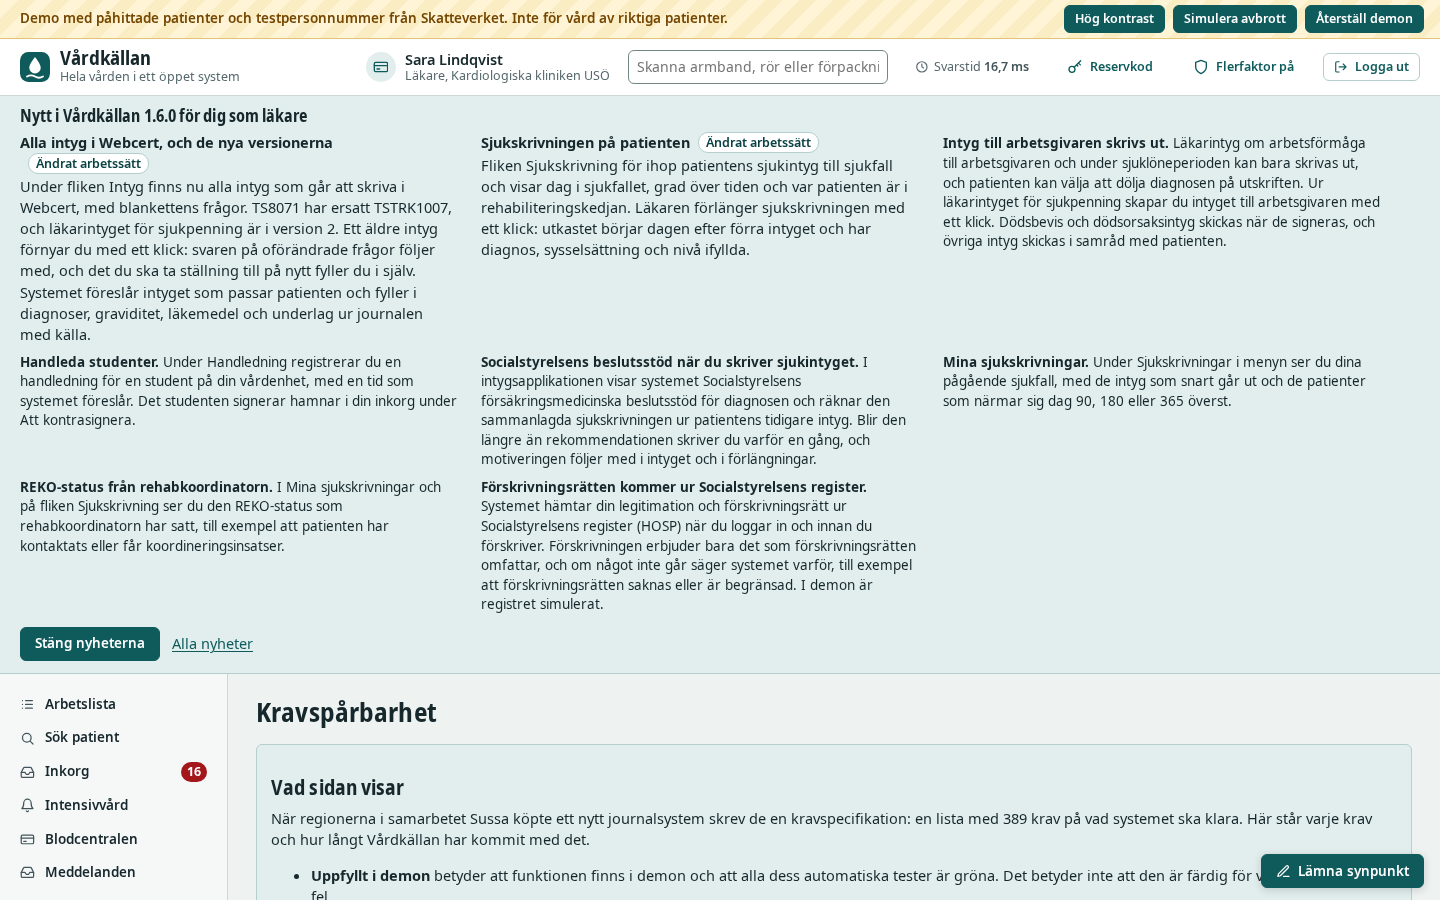 Demo med påhittade patienter och testpersonnummer från Skatteverket. Inte för vård av riktiga patienter.
Hög kontrast
Simulera avbrott
Återställ demon
Vårdkällan
Hela vården i ett öppet system
Sara Lindqvist
Läkare, Kardiologiska kliniken USÖ
Skanna armband, rör eller förpackni
Svarstid 16,7 ms
Reservkod
Flerfaktor på
Logga ut
Nytt i Vårdkällan 1.6.0 för dig som läkare
Alla intyg i Webcert, och de nya versionerna
Ändrat arbetssätt
Under fliken Intyg finns nu alla intyg som går att skriva i
Webcert, med blankettens frågor. TS8071 har ersatt TSTRK1007,
och läkarintyget för sjukpenning är i version 2. Ett äldre intyg
förnyar du med ett klick: svaren på oförändrade frågor följer
med, och det du ska ta ställning till på nytt fyller du i själv.
Systemet föreslår intyget som passar patienten och fyller i
diagnoser, graviditet, läkemedel och underlag ur journalen
med källa.
Sjukskrivningen på patienten
Ändrat arbetssätt
Fliken Sjukskrivning för ihop patientens sjukintyg till sjukfall
och visar dag i sjukfallet, grad över tiden och var patienten är i
rehabiliteringskedjan. Läkaren förlänger sjukskrivningen med
ett klick: utkastet börjar dagen efter förra intyget och har
diagnos, sysselsättning och nivå ifyllda.
Intyg till arbetsgivaren skrivs ut. Läkarintyg om arbetsförmåga
till arbetsgivaren och under sjuklöneperioden kan bara skrivas ut,
och patienten kan välja att dölja diagnosen på utskriften. Ur
läkarintyget för sjukpenning skapar du intyget till arbetsgivaren med
ett klick. Dödsbevis och dödsorsaksintyg skickas när de signeras, och
övriga intyg skickas i samråd med patienten.
Handleda studenter. Under Handledning registrerar du en
handledning för en student på din vårdenhet, med en tid som
systemet föreslår. Det studenten signerar hamnar i din inkorg under
Att kontrasignera.
Socialstyrelsens beslutsstöd när du skriver sjukintyget. I
intygsapplikationen visar systemet Socialstyrelsens
försäkringsmedicinska beslutsstöd för diagnosen och räknar den
sammanlagda sjukskrivningen ur patientens tidigare intyg. Blir den
längre än rekommendationen skriver du varför en gång, och
motiveringen följer med i intyget och i förlängningar.
Mina sjukskrivningar. Under Sjukskrivningar i menyn ser du dina
pågående sjukfall, med de intyg som snart går ut och de patienter
som närmar sig dag 90, 180 eller 365 överst.
REKO-status från rehabkoordinatorn. I Mina sjukskrivningar och
på fliken Sjukskrivning ser du den REKO-status som
rehabkoordinatorn har satt, till exempel att patienten har
kontaktats eller får koordineringsinsatser.
Förskrivningsrätten kommer ur Socialstyrelsens register.
Systemet hämtar din legitimation och förskrivningsrätt ur
Socialstyrelsens register (HOSP) när du loggar in och innan du
förskriver. Förskrivningen erbjuder bara det som förskrivningsrätten
omfattar, och om något inte går säger systemet varför, till exempel
att förskrivningsrätten saknas eller är begränsad. I demon är
registret simulerat.
Stäng nyheterna
Alla nyheter
Arbetslista
Sök patient
Inkorg
16
Intensivvård
Blodcentralen
Meddelanden
Kravspårbarhet
Vad sidan visar
När regionerna i samarbetet Sussa köpte ett nytt journalsystem skrev de en kravspecifikation: en lista med 389 krav på vad systemet ska klara. Här står varje krav
och hur långt Vårdkällan har kommit med det.
Uppfyllt i demon betyder att funktionen finns i demon och att alla dess automatiska tester är gröna. Det betyder inte att den är färdig för
fel
Lämna synpunkt